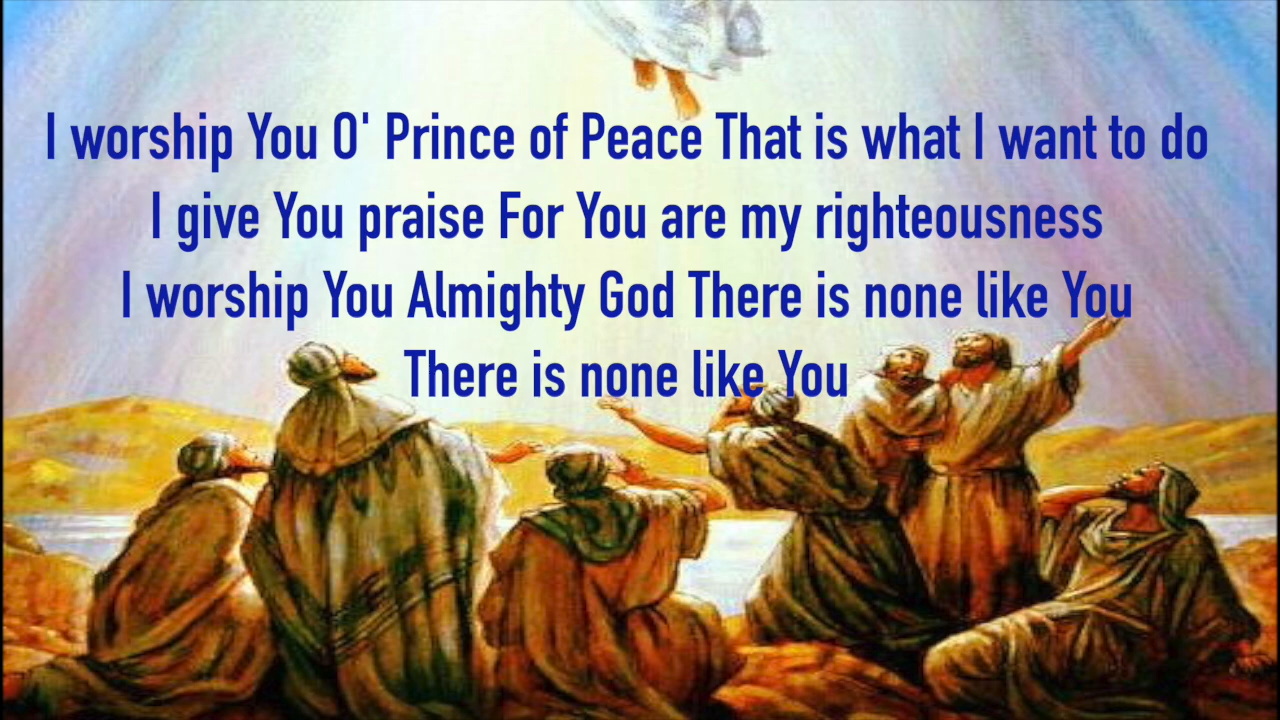 I worship You O' Prince of Peace That is what I want to do
I give You praise For You are my righteousness
I worship You Almighty God There is none like You
There is none like You